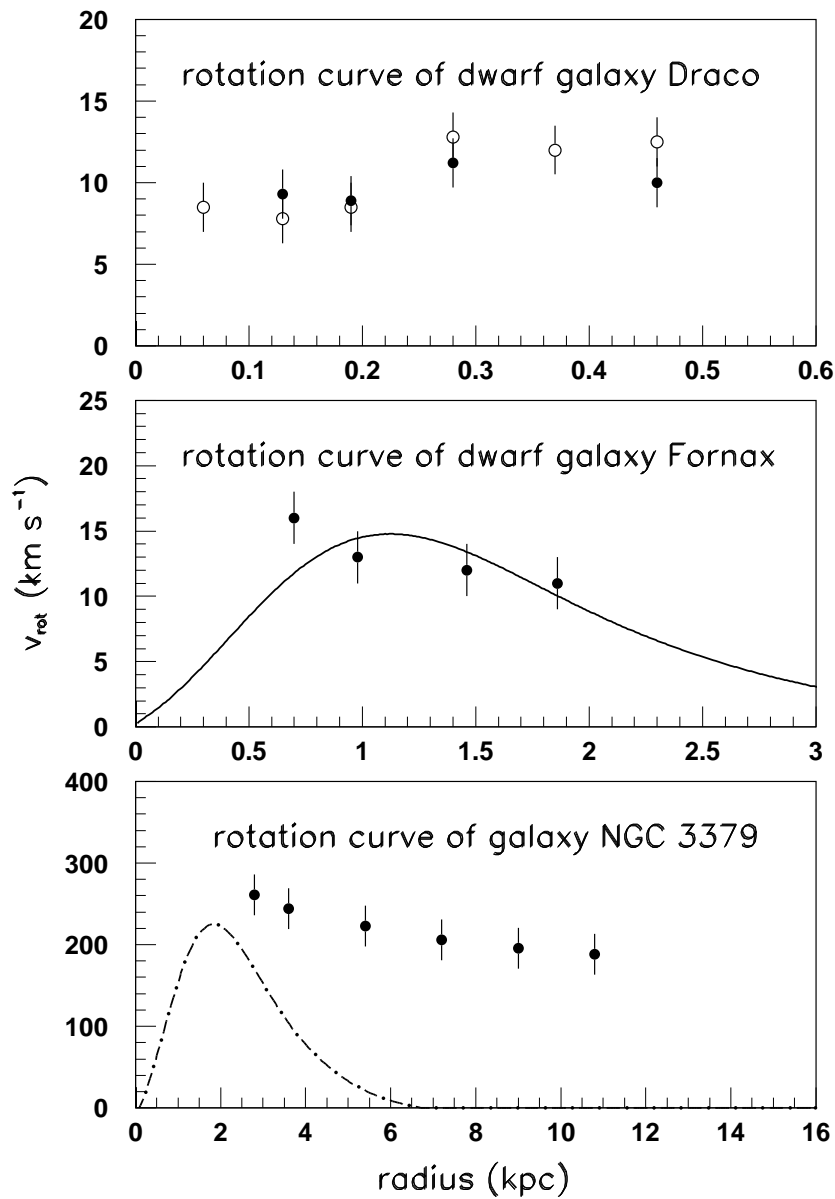 20
rotation curve of dwarf galaxy Draco
15
10
5
0
0 0.1 0.2 0.3 0.4 0.5 0.6
25
rotation curve of dwarf galaxy Fornax
20
15
10
5
0
0 0.5 1 1.5 2 2.5 3
v_rot (km s⁻¹)
400
rotation curve of galaxy NGC 3379
300
200
100
0
0 2 4 6 8 10 12 14 16
radius (kpc)